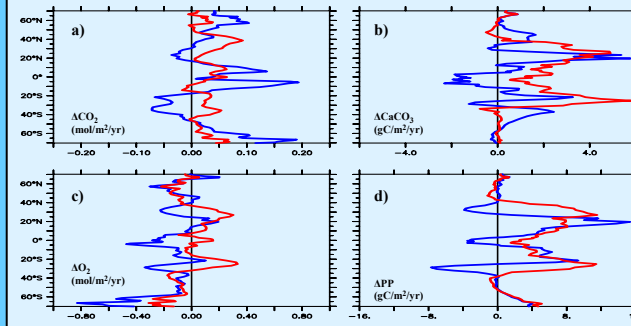 60°N
40°N
20°N
0°
20°S
40°S
60°S
a)
ΔCO₂
(mol/m²/yr)
-0.20
-0.10
0.00
0.10
0.20
b)
ΔCaCO₃
(gC/m²/yr)
-4.0
0.0
4.0
60°N
40°N
20°N
0°
20°S
40°S
60°S
c)
ΔO₂
(mol/m²/yr)
-0.80
-0.40
0.00
0.40
0.80
d)
ΔPP
(gC/m²/yr)
-16.
-8.
0.
8.